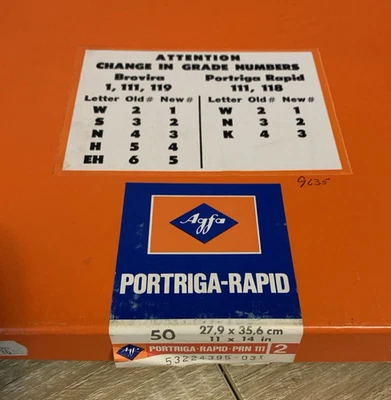 ATTENTION
CHANGE IN GRADE NUMBERS
Brovira Portriga Rapid
1, 111, 119 111, 118
Letter Old# New# Letter Old# New#
W 2 1 W 2 1
S 3 2 N 3 2
N 4 3 K 4 3
H 5 4
EH 6 5
9635
Agfa
PORTRIGA-RAPID
50 27,9 x 35,6 cm
11 x 14 in
AGFA PORTRIGA-RAPID-PRN 111 2